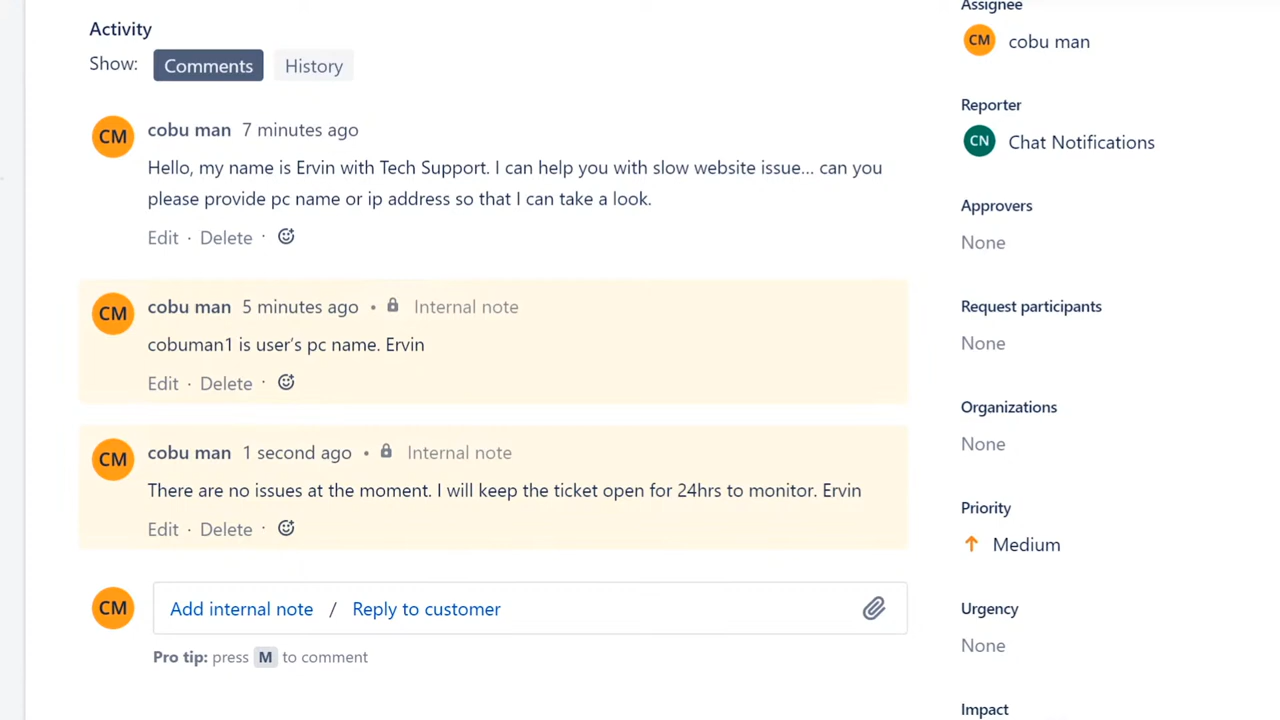 Activity
Show: Comments History
CM cobu man 7 minutes ago
Hello, my name is Ervin with Tech Support. I can help you with slow website issue... can you
please provide pc name or ip address so that I can take a look.
Edit · Delete ·
CM cobu man 5 minutes ago • Internal note
cobuman1 is user's pc name. Ervin
Edit · Delete ·
CM cobu man 1 second ago • Internal note
There are no issues at the moment. I will keep the ticket open for 24hrs to monitor. Ervin
Edit · Delete ·
CM Add internal note / Reply to customer
Pro tip: press M to comment
Assignee
CM cobu man
Reporter
CN Chat Notifications
Approvers
None
Request participants
None
Organizations
None
Priority
Medium
Urgency
None
Impact